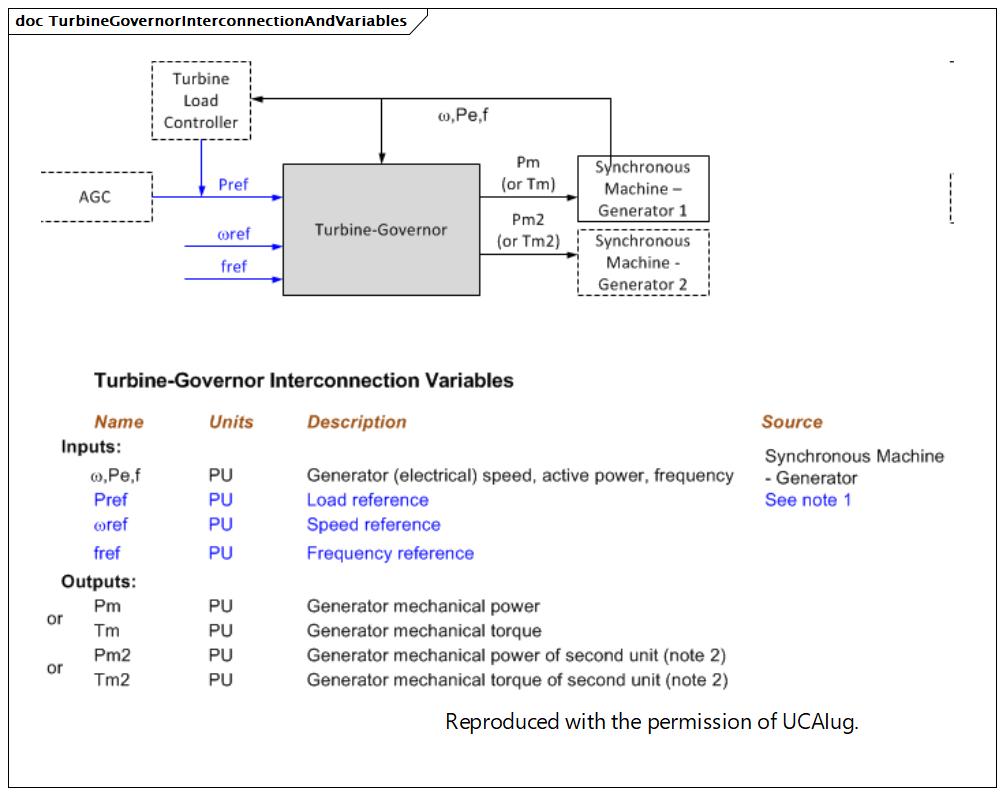 doc TurbineGovernorInterconnectionAndVariables
Turbine
Load
Controller
ω,Pe,f
AGC
Pref
ωref
fref
Turbine-Governor
Pm
(or Tm)
Pm2
(or Tm2)
Synchronous
Machine –
Generator 1
Synchronous
Machine -
Generator 2
Turbine-Governor Interconnection Variables
Name Units Description Source
Inputs:
ω,Pe,f PU Generator (electrical) speed, active power, frequency Synchronous Machine
- Generator
Pref PU Load reference See note 1
ωref PU Speed reference
fref PU Frequency reference
Outputs:
Pm PU Generator mechanical power
or
Tm PU Generator mechanical torque
Pm2 PU Generator mechanical power of second unit (note 2)
or
Tm2 PU Generator mechanical torque of second unit (note 2)
Reproduced with the permission of UCAIug.